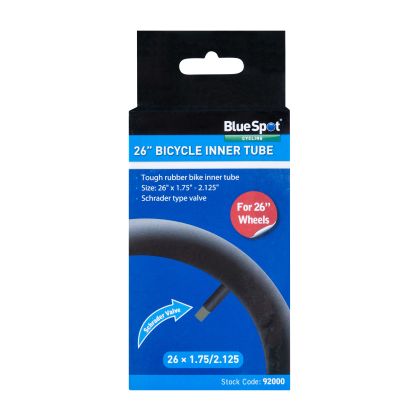 BlueSpot
CYCLING
26" BICYCLE INNER TUBE
· Tough rubber bike inner tube
· Size: 26" x 1.75" - 2.125"
· Schrader type valve
For 26"
Wheels
Schrader Valve
26 × 1.75/2.125
Stock Code: 92000